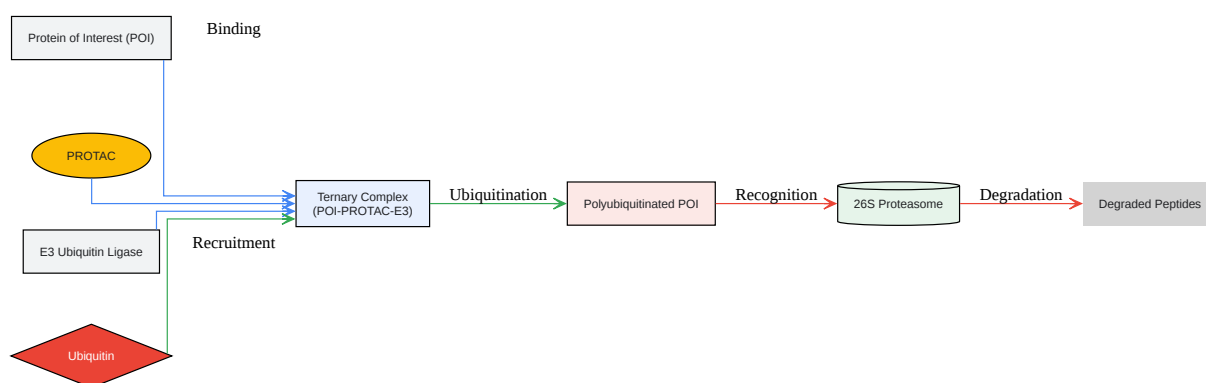 Protein of Interest (POI)
Binding
PROTAC
Ternary Complex
(POI-PROTAC-E3)
Ubiquitination
Polyubiquitinated POI
Recognition
26S Proteasome
Degradation
Degraded Peptides
E3 Ubiquitin Ligase
Recruitment
Ubiquitin